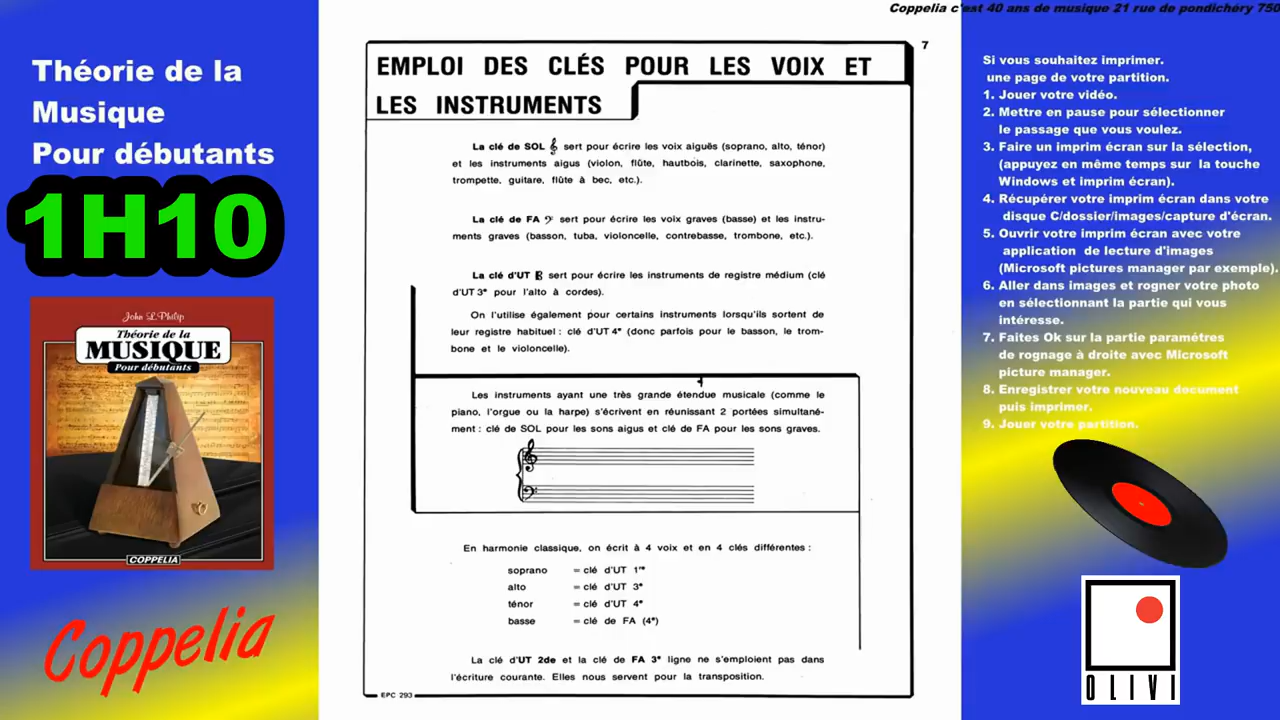 Coppelia c'est 40 ans de musique 21 rue de pondichéry 750
Théorie de la
Musique
Pour débutants
1H10
John L. Philip
Théorie de la
MUSIQUE
Pour débutants
COPPELIA
Coppelia
7
EMPLOI DES CLÉS POUR LES VOIX ET
LES INSTRUMENTS
La clé de SOL sert pour écrire les voix aiguës (soprano, alto, ténor)
et les instruments aigus (violon, flûte, hautbois, clarinette, saxophone,
trompette, guitare, flûte à bec, etc.).
La clé de FA sert pour écrire les voix graves (basse) et les instru-
ments graves (basson, tuba, violoncelle, contrebasse, trombone, etc.).
La clé d'UT sert pour écrire les instruments de registre médium (clé
d'UT 3e pour l'alto à cordes).
On l'utilise également pour certains instruments lorsqu'ils sortent de
leur registre habituel : clé d'UT 4e (donc parfois pour le basson, le trom-
bone et le violoncelle).
Les instruments ayant une très grande étendue musicale (comme le
piano, l'orgue ou la harpe) s'écrivent en réunissant 2 portées simultané-
ment : clé de SOL pour les sons aigus et clé de FA pour les sons graves.
En harmonie classique, on écrit à 4 voix et en 4 clés différentes :
soprano = clé d'UT 1re
alto = clé d'UT 3e
ténor = clé d'UT 4e
basse = clé de FA (4e)
La clé d'UT 2de et la clé de FA 3e ligne ne s'emploient pas dans
l'écriture courante. Elles nous servent pour la transposition.
EPC 293
Si vous souhaitez imprimer.
une page de votre partition.
1. Jouer votre vidéo.
2. Mettre en pause pour sélectionner
le passage que vous voulez.
3. Faire un imprim écran sur la sélection,
(appuyez en même temps sur la touche
Windows et imprim écran).
4. Récupérer votre imprim écran dans votre
disque C/dossier/images/capture d'écran.
5. Ouvrir votre imprim écran avec votre
application de lecture d'images
(Microsoft pictures manager par exemple).
6. Aller dans images et rogner votre photo
en sélectionnant la partie qui vous
intéresse.
7. Faites Ok sur la partie paramétres
de rognage à droite avec Microsoft
picture manager.
8. Enregistrer votre nouveau document
puis imprimer.
9. Jouer votre partition.
OLIVI